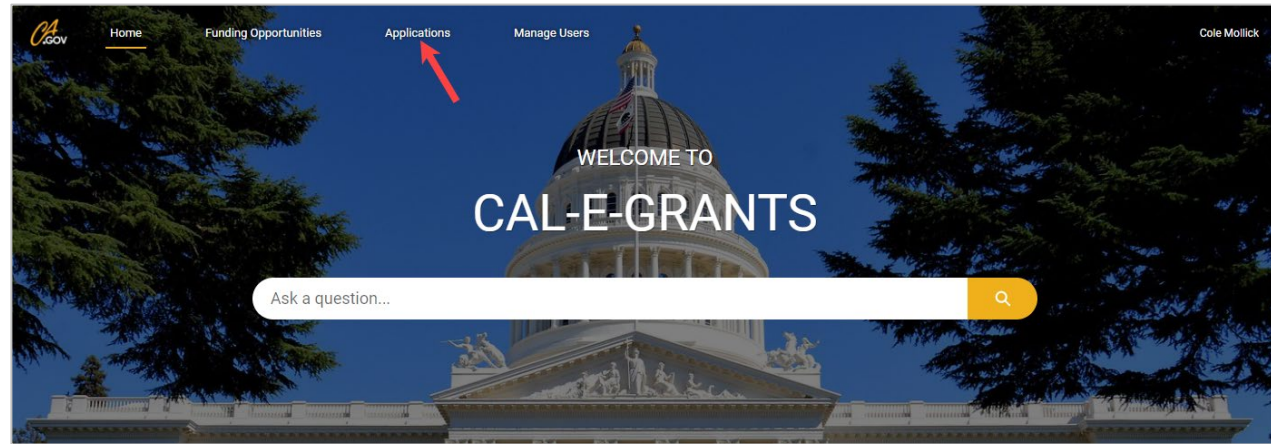 CA.GOV Home Funding Opportunities Applications Manage Users Cole Mollick
WELCOME TO
CAL-E-GRANTS
Ask a question...